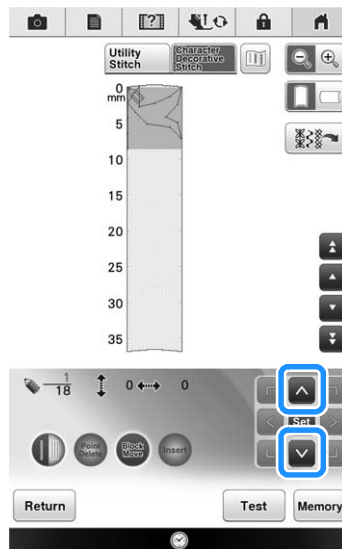 [?]
Utility Stitch
Character Decorative Stitch
0
mm
5
10
15
20
25
30
35
1
18
0
0
Set
Point Delete
Block Move
Insert
Return
Test
Memory